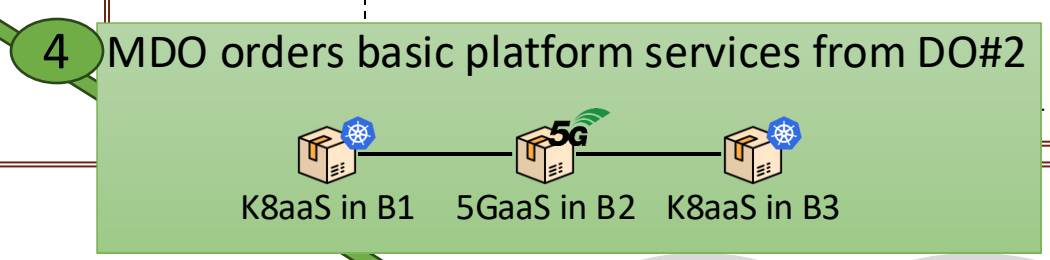 4
MDO orders basic platform services from DO#2
5G
K8aaS in B1 5GaaS in B2 K8aaS in B3